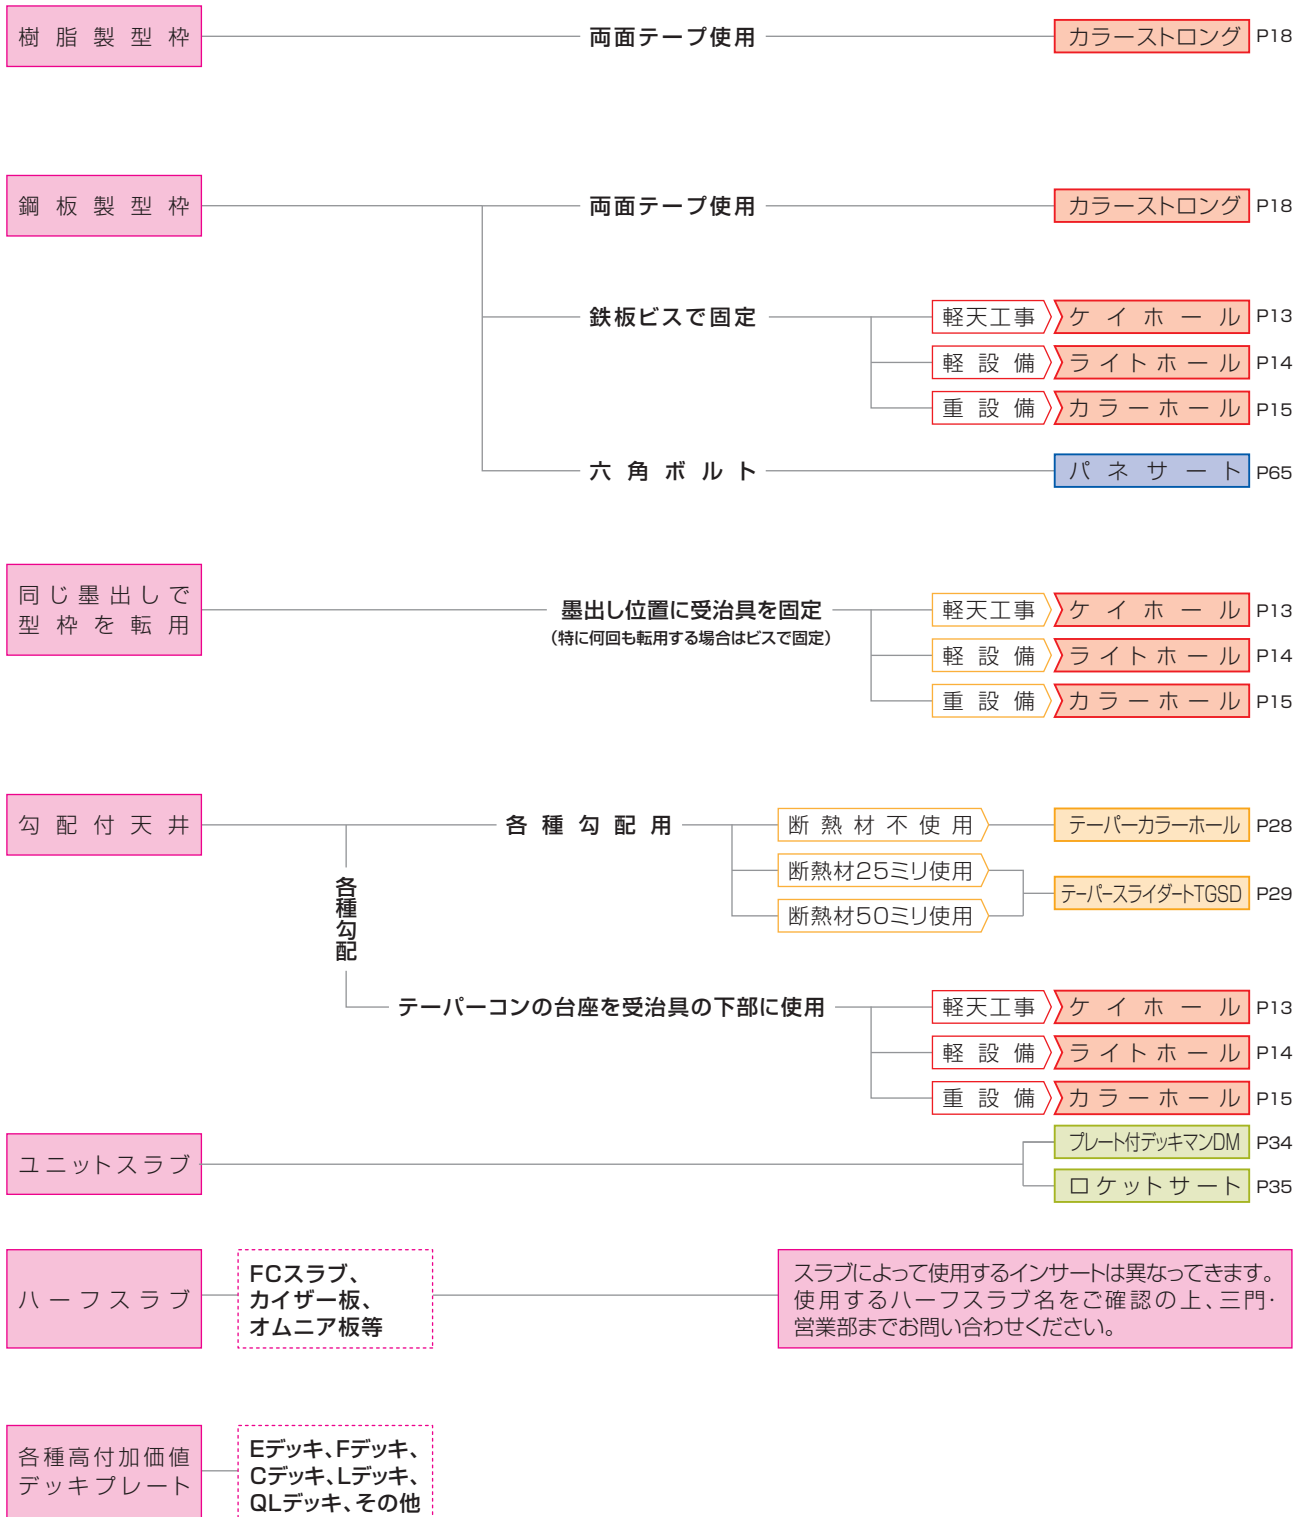 樹脂製型枠 両面テープ使用 カラーストロング P18
鋼板製型枠 両面テープ使用 カラーストロング P18
鉄板ビスで固定 軽天工事 ケイホール P13
軽設備 ライトホール P14
重設備 カラーホール P15
六角ボルト パネサート P65
同じ墨出しで
型枠を転用
墨出し位置に受治具を固定
(特に何回も転用する場合はビスで固定)
軽天工事 ケイホール P13
軽設備 ライトホール P14
重設備 カラーホール P15
勾配付天井 各種勾配用 断熱材不使用 テーパーカラーホール P28
断熱材25ミリ使用
テーパースライダートTGSD P29
断熱材50ミリ使用
各種勾配
テーパーコンの台座を受治具の下部に使用 軽天工事 ケイホール P13
軽設備 ライトホール P14
重設備 カラーホール P15
ユニットスラブ
プレート付デッキマンDM P34
ロケットサート P35
ハーフスラブ
FCスラブ、
カイザー板、
オムニア板等
スラブによって使用するインサートは異なってきます。
使用するハーフスラブ名をご確認の上、三門・
営業部までお問い合わせください。
各種高付加価値
デッキプレート
Eデッキ、Fデッキ、
Cデッキ、Lデッキ、
QLデッキ、その他